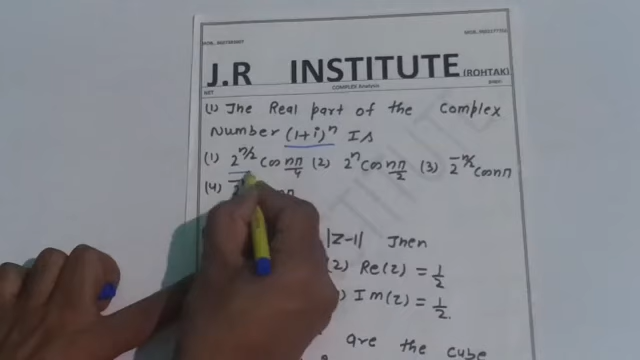 J.R INSTITUTE (ROHTAK)
NET
COMPLEX Analysis
(1) The Real part of the Complex
Number (1+i)^n Is
(1) 2^{n/2} Cos nπ/4 (2) 2^n Cos nπ/2 (3) 2^{-n/2} Cos nπ
(4)
|Z-1| Then
(2) Re(z) = 1/2
Im(z) = 1/2.
are the cube